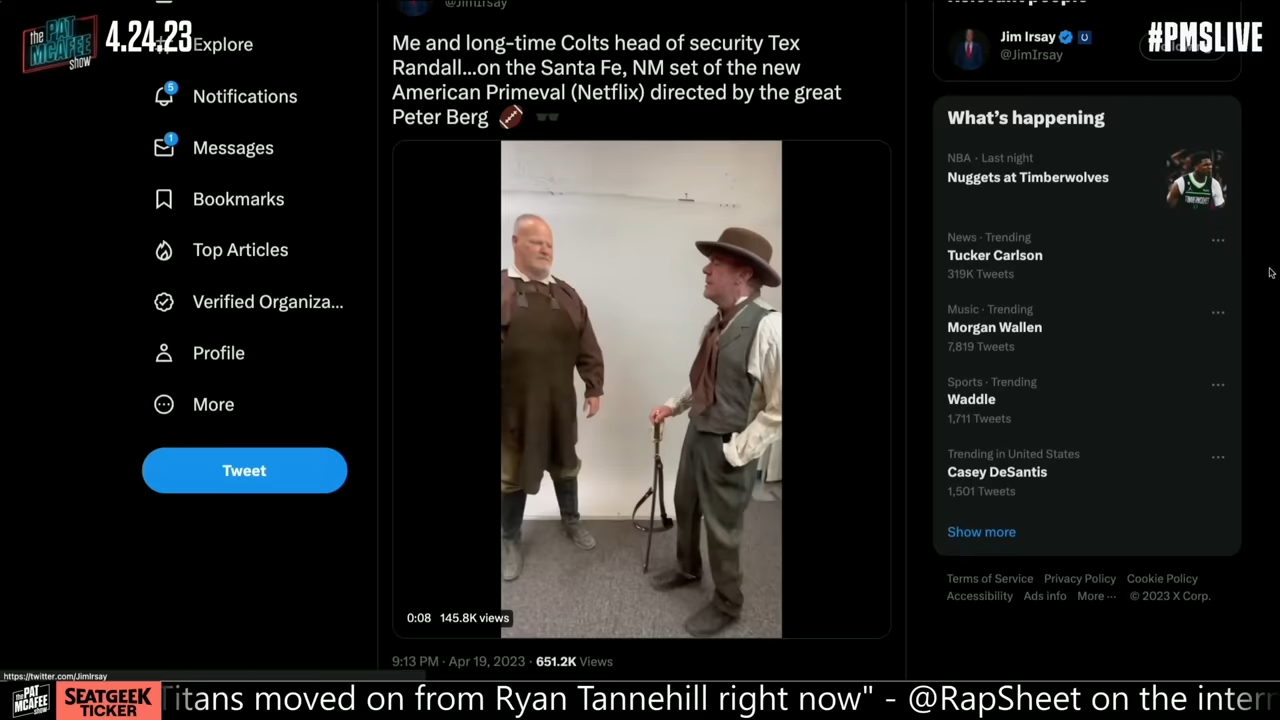 the PAT MCAFEE show
4.24.23
#PMSLIVE
Explore
Notifications
5
Messages
1
Bookmarks
Top Articles
Verified Organiza...
Profile
More
Tweet
@JimIrsay
Me and long-time Colts head of security Tex
Randall...on the Santa Fe, NM set of the new
American Primeval (Netflix) directed by the great
Peter Berg 🏈 🕶
0:08 145.8K views
9:13 PM · Apr 19, 2023 · 651.2K Views
Jim Irsay
@JimIrsay
What's happening
NBA · Last night
Nuggets at Timberwolves
News · Trending
Tucker Carlson
319K Tweets
Music · Trending
Morgan Wallen
7,819 Tweets
Sports · Trending
Waddle
1,711 Tweets
Trending in United States
Casey DeSantis
1,501 Tweets
Show more
Terms of Service Privacy Policy Cookie Policy
Accessibility Ads info More ··· © 2023 X Corp.
https://twitter.com/JimIrsay
the PAT MCAFEE show
SEATGEEK
TICKER
Titans moved on from Ryan Tannehill right now" - @RapSheet on the intern